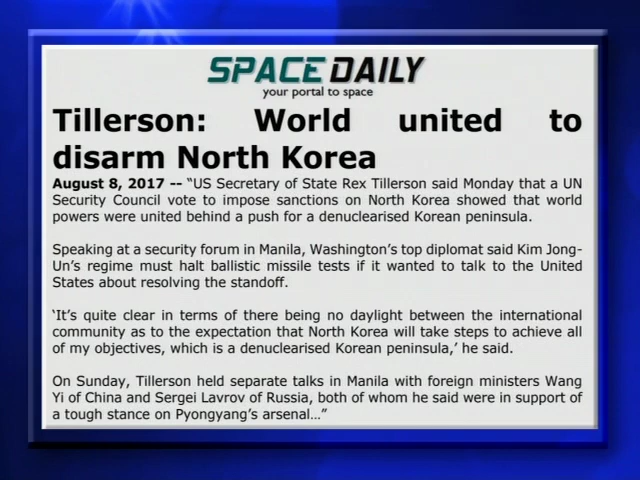 SPACE DAILY
your portal to space
Tillerson: World united to
disarm North Korea
August 8, 2017 -- “US Secretary of State Rex Tillerson said Monday that a UN
Security Council vote to impose sanctions on North Korea showed that world
powers were united behind a push for a denuclearised Korean peninsula.
Speaking at a security forum in Manila, Washington’s top diplomat said Kim Jong-
Un’s regime must halt ballistic missile tests if it wanted to talk to the United
States about resolving the standoff.
‘It’s quite clear in terms of there being no daylight between the international
community as to the expectation that North Korea will take steps to achieve all
of my objectives, which is a denuclearised Korean peninsula,’ he said.
On Sunday, Tillerson held separate talks in Manila with foreign ministers Wang
Yi of China and Sergei Lavrov of Russia, both of whom he said were in support of
a tough stance on Pyongyang’s arsenal…”